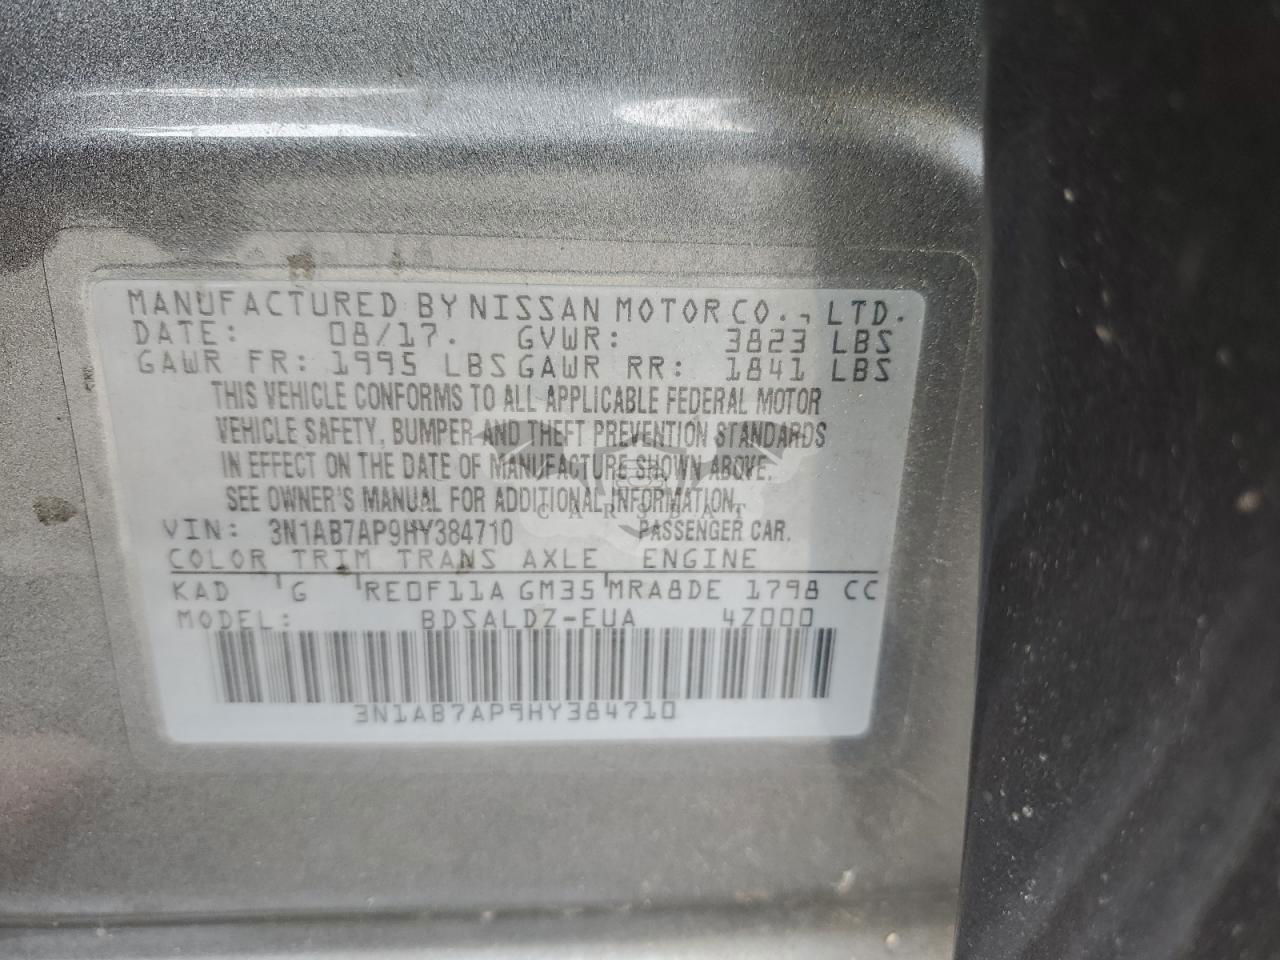 MANUFACTURED BY NISSAN MOTOR CO., LTD.
DATE: 08/17. GVWR: 3823 LBS
GAWR FR: 1995 LBS GAWR RR: 1841 LBS
THIS VEHICLE CONFORMS TO ALL APPLICABLE FEDERAL MOTOR
VEHICLE SAFETY, BUMPER AND THEFT PREVENTION STANDARDS
IN EFFECT ON THE DATE OF MANUFACTURE SHOWN ABOVE.
SEE OWNER'S MANUAL FOR ADDITIONAL INFORMATION.
CARSBAT
VIN: 3N1AB7AP9HY384710 PASSENGER CAR.
COLOR TRIM TRANS AXLE ENGINE
KAD G RE0F11A GM35 MRA8DE 1798 CC
MODEL: BDSALDZ-EUA 4Z000
3N1AB7AP9HY384710